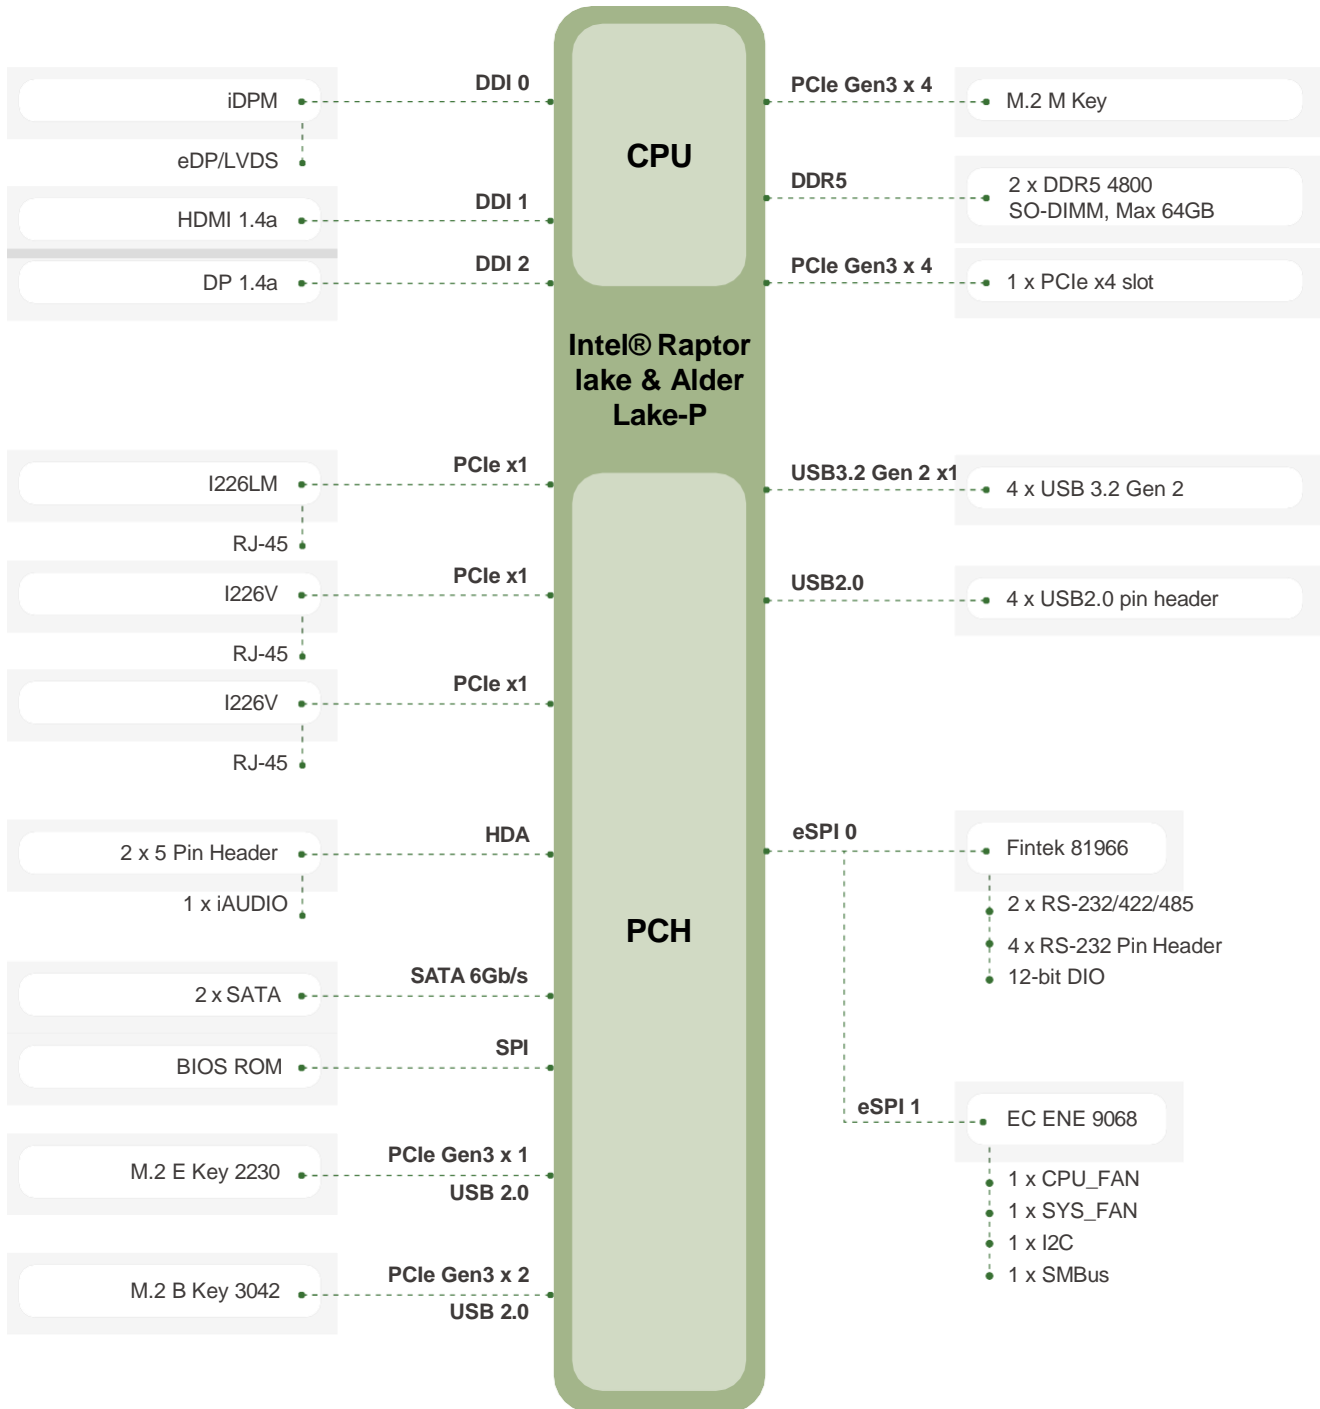 DDI 0
iDPM
eDP/LVDS
DDI 1
HDMI 1.4a
DDI 2
DP 1.4a
PCIe x1
I226LM
RJ-45
PCIe x1
I226V
RJ-45
PCIe x1
I226V
RJ-45
HDA
2 x 5 Pin Header
1 x iAUDIO
SATA 6Gb/s
2 x SATA
SPI
BIOS ROM
PCIe Gen3 x 1
M.2 E Key 2230
USB 2.0
PCIe Gen3 x 2
M.2 B Key 3042
USB 2.0
CPU
Intel® Raptor
lake & Alder
Lake-P
PCH
PCIe Gen3 x 4
M.2 M Key
DDR5
2 x DDR5 4800
SO-DIMM, Max 64GB
PCIe Gen3 x 4
1 x PCIe x4 slot
USB3.2 Gen 2 x1
4 x USB 3.2 Gen 2
USB2.0
4 x USB2.0 pin header
eSPI 0
Fintek 81966
2 x RS-232/422/485
4 x RS-232 Pin Header
12-bit DIO
eSPI 1
EC ENE 9068
1 x CPU_FAN
1 x SYS_FAN
1 x I2C
1 x SMBus